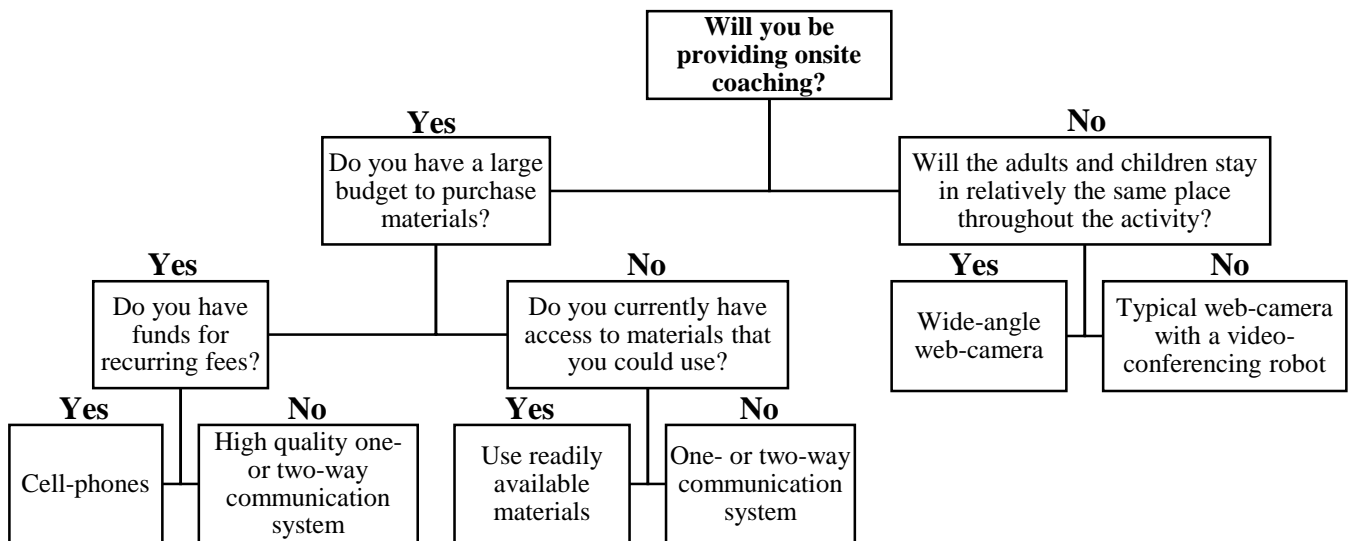 Will you be
providing onsite
coaching?
Yes
No
Do you have a large
budget to purchase
materials?
Will the adults and children stay
in relatively the same place
throughout the activity?
Yes
No
Yes
No
Do you have
funds for
recurring fees?
Do you currently have
access to materials that
you could use?
Wide-angle
web-camera
Typical web-camera
with a video-
conferencing robot
Yes
No
Yes
No
Cell-phones
High quality one-
or two-way
communication
system
Use readily
available
materials
One- or two-way
communication
system